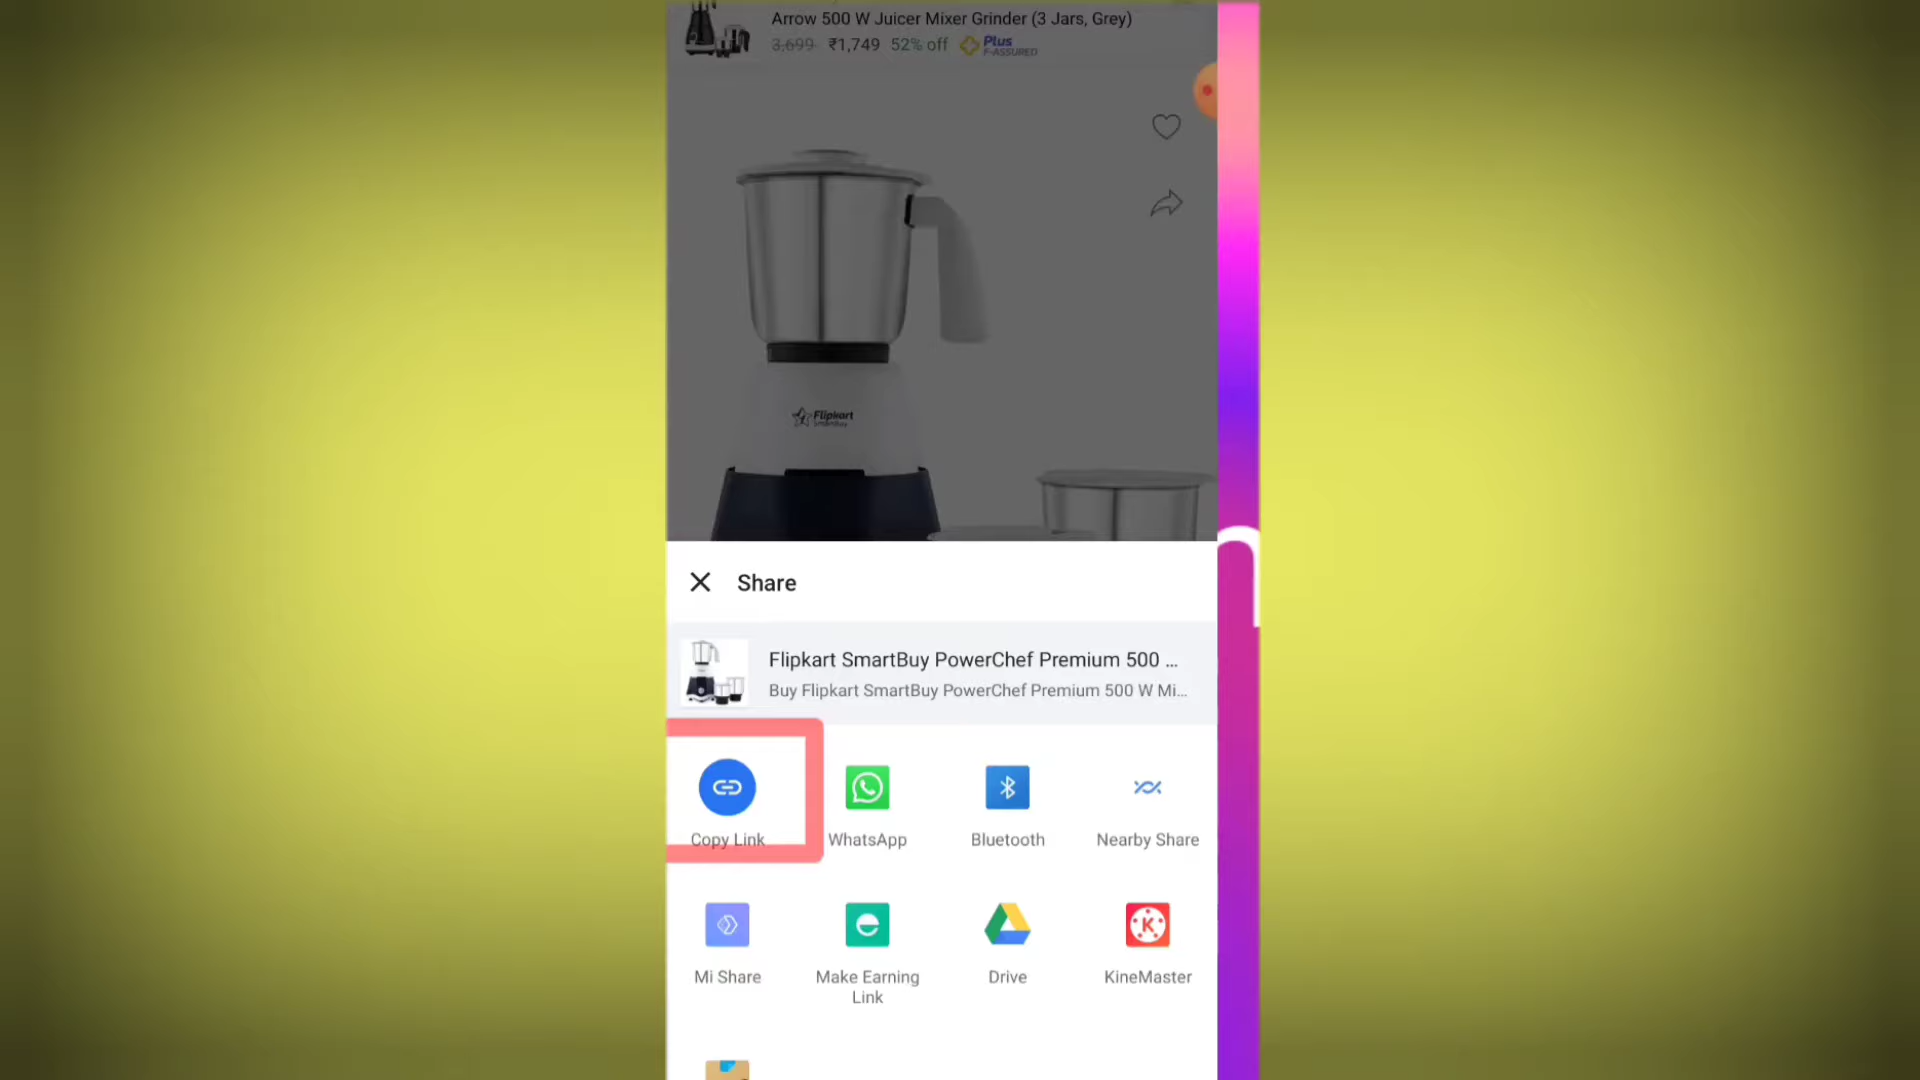 Arrow 500 W Juicer Mixer Grinder (3 Jars, Grey)
3,699 ₹1,749 52% off Plus
F-ASSURED
Flipkart
SmartBuy
Share
Flipkart SmartBuy PowerChef Premium 500 ...
Buy Flipkart SmartBuy PowerChef Premium 500 W Mi...
Copy Link WhatsApp Bluetooth Nearby Share
Mi Share Make Earning Link Drive KineMaster